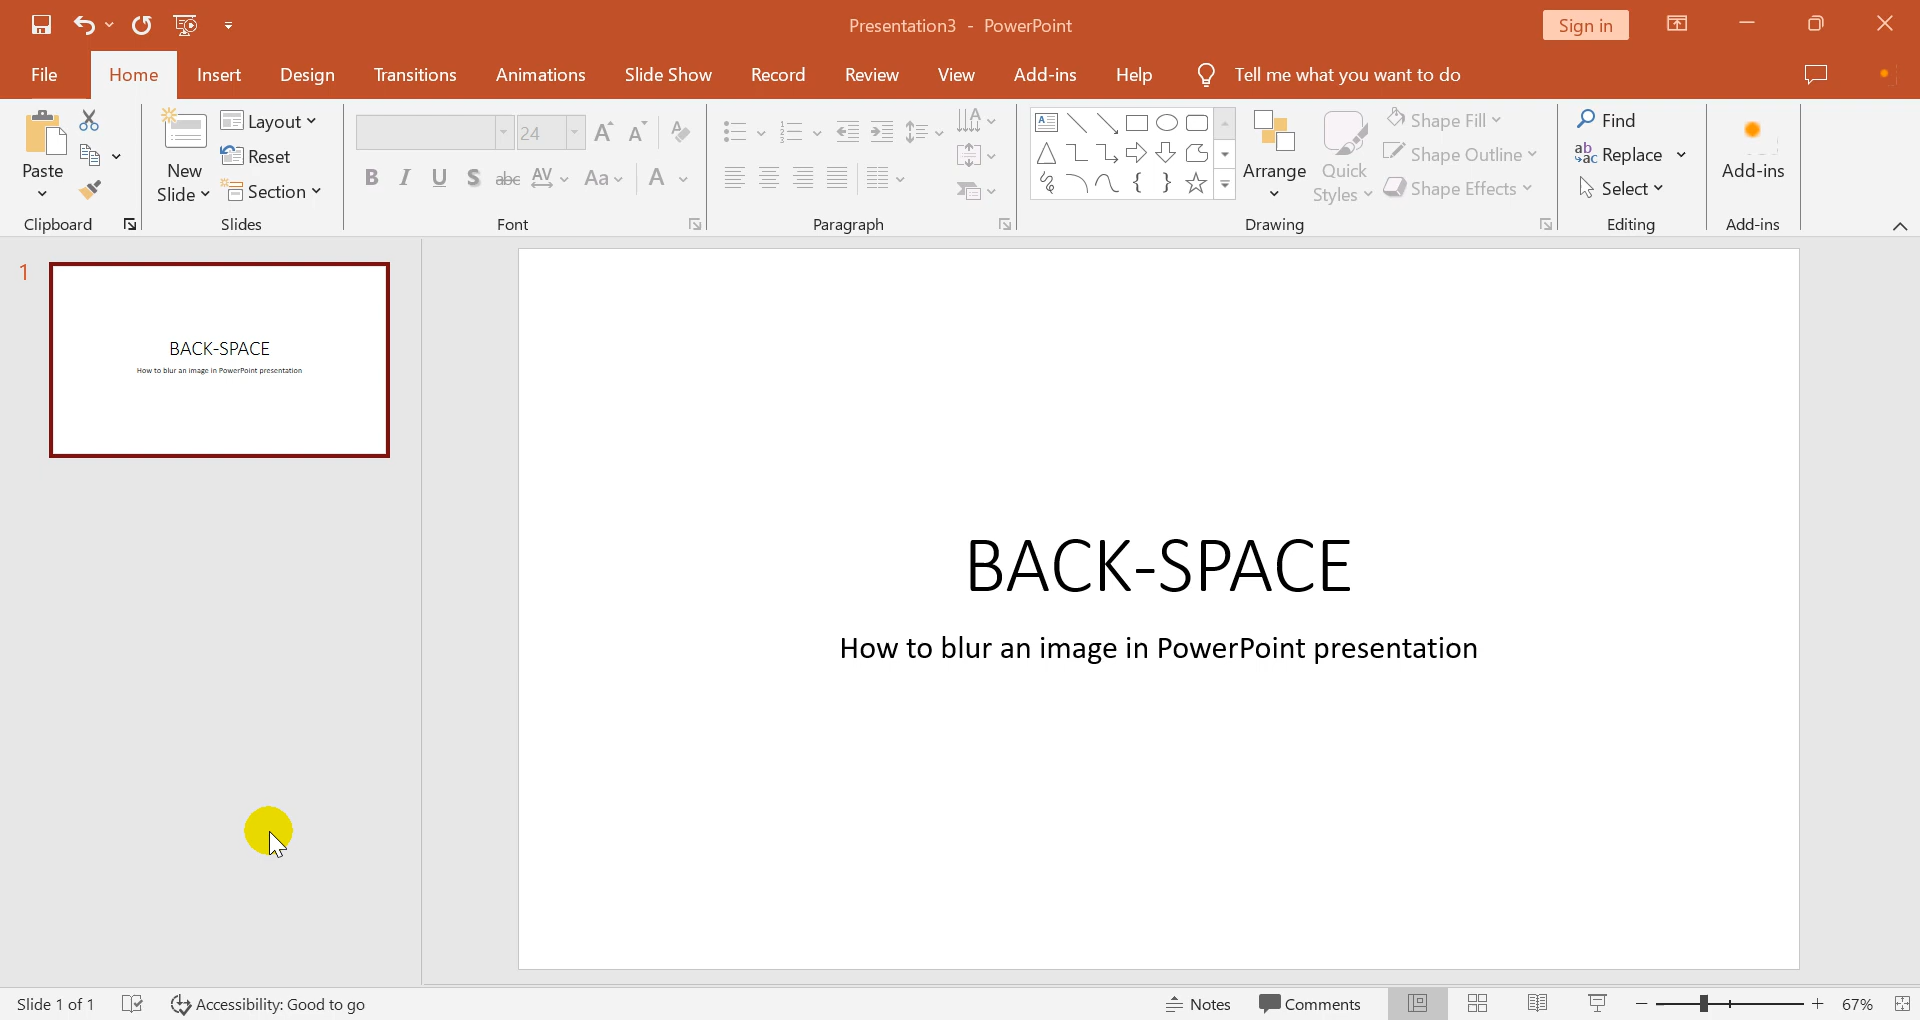 Presentation3 - PowerPoint
Sign in
File Home Insert Design Transitions Animations Slide Show Record Review View Add-ins Help Tell me what you want to do
Paste
Clipboard
New
Slide
Layout
Reset
Section
Slides
24
B I U S abc AV Aa A
Font
Paragraph
Arrange
Quick
Styles
Shape Fill
Shape Outline
Shape Effects
Drawing
Find
Replace
Select
Editing
Add-ins
Add-ins
1
BACK-SPACE
How to blur an image in PowerPoint presentation
BACK-SPACE
How to blur an image in PowerPoint presentation
Slide 1 of 1 Accessibility: Good to go Notes Comments 67%